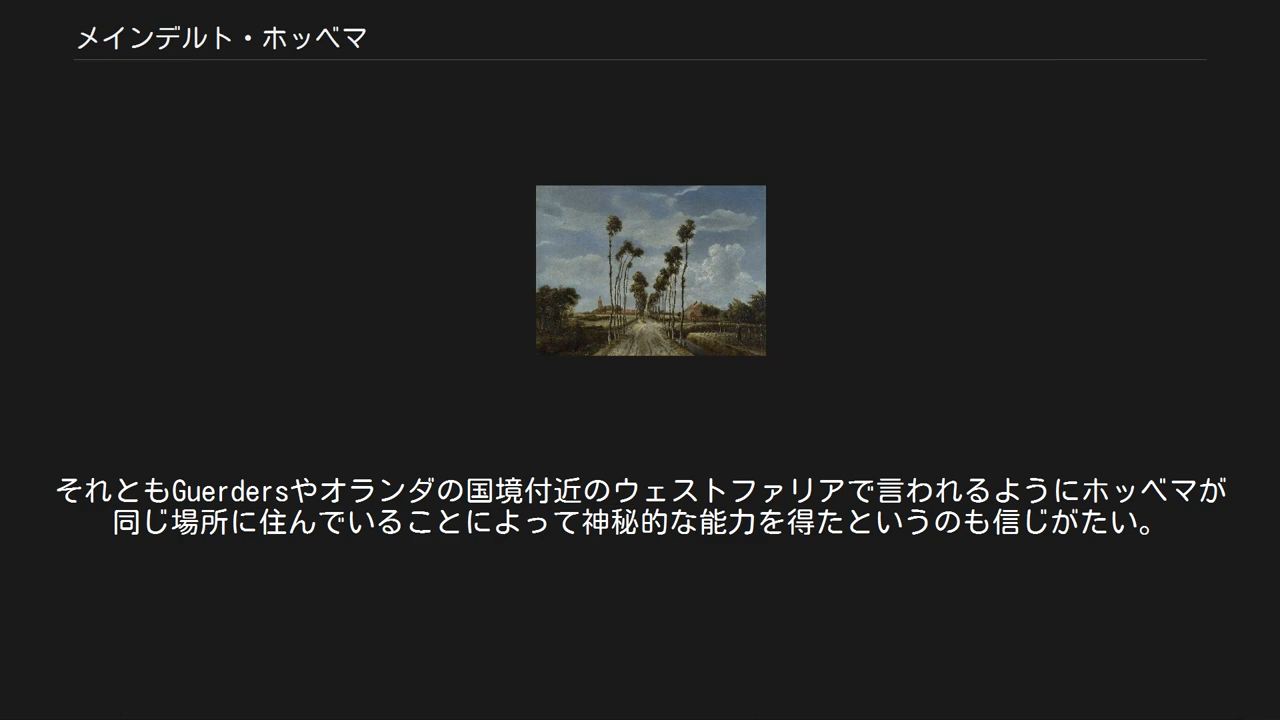 メインデルト・ホッベマ
それともGuerdersやオランダの国境付近のウェストファリアで言われるようにホッベマが
同じ場所に住んでいることによって神秘的な能力を得たというのも信じがたい。